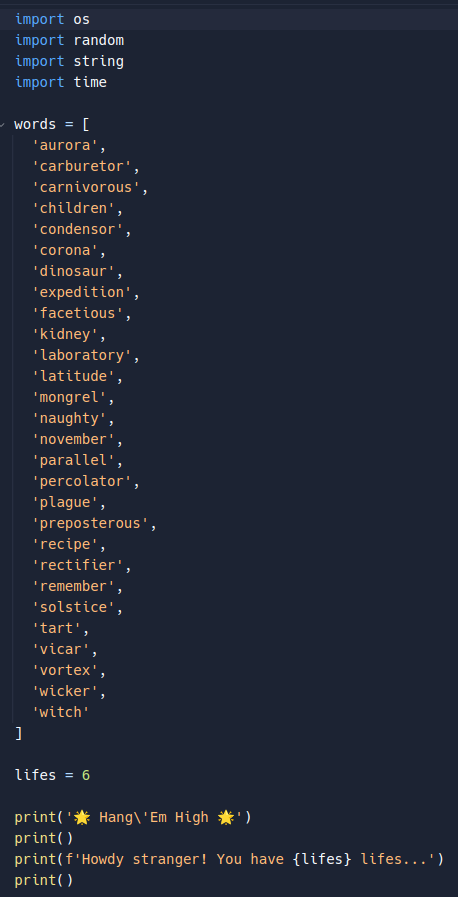 import os
import random
import string
import time

words = [
  'aurora',
  'carburetor',
  'carnivorous',
  'children',
  'condensor',
  'corona',
  'dinosaur',
  'expedition',
  'facetious',
  'kidney',
  'laboratory',
  'latitude',
  'mongrel',
  'naughty',
  'november',
  'parallel',
  'percolator',
  'plague',
  'preposterous',
  'recipe',
  'rectifier',
  'remember',
  'solstice',
  'tart',
  'vicar',
  'vortex',
  'wicker',
  'witch'
]

lifes = 6

print('🌟 Hang\'Em High 🌟')
print()
print(f'Howdy stranger! You have {lifes} lifes...')
print()